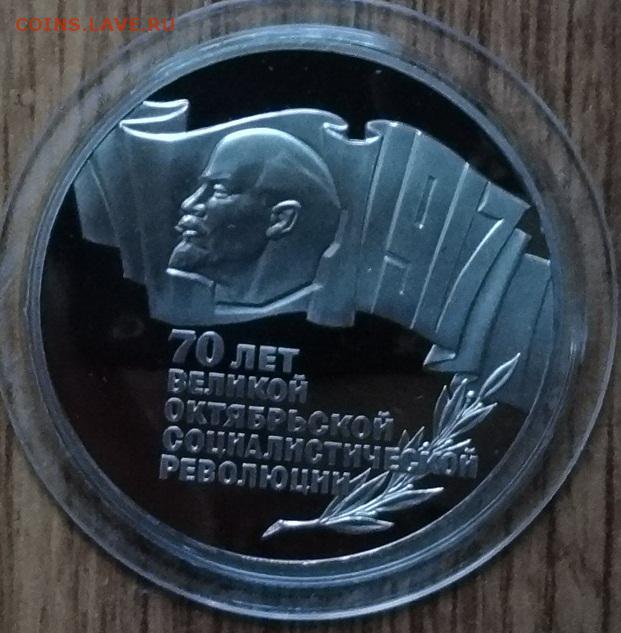 COINS.LAVE.RU
1917
70 ЛЕТ
ВЕЛИКОЙ
ОКТЯБРЬСКОЙ
СОЦИАЛИСТИЧЕСКОЙ
РЕВОЛЮЦИИ